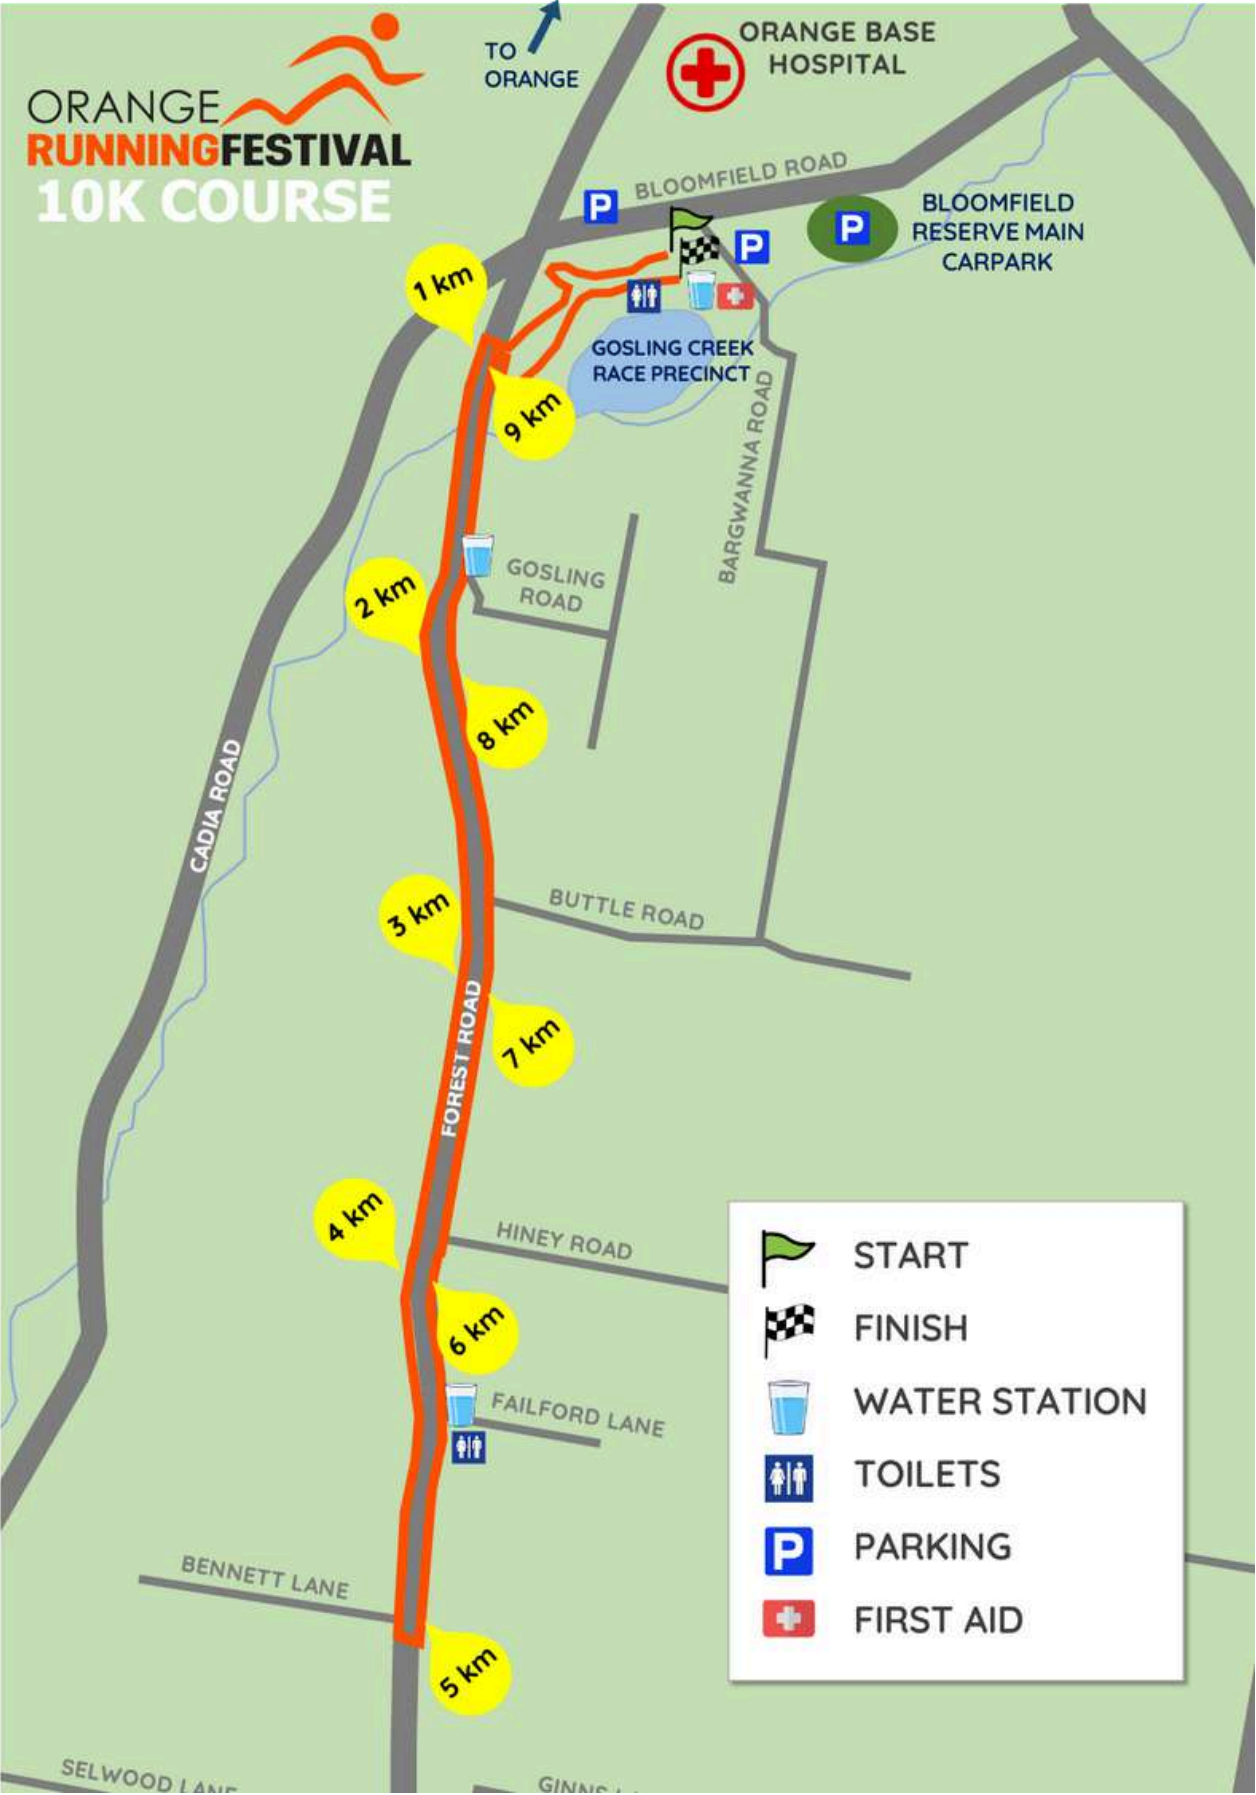 TO
ORANGE
ORANGE BASE
HOSPITAL
ORANGE
RUNNINGFESTIVAL
10K COURSE
BLOOMFIELD ROAD
P
P
P
BLOOMFIELD
RESERVE MAIN
CARPARK
1 km
GOSLING CREEK
RACE PRECINCT
9 km
BARGWANNA ROAD
GOSLING
ROAD
2 km
8 km
CADIA ROAD
BUTTLE ROAD
3 km
FOREST ROAD
7 km
4 km
HINEY ROAD
6 km
FAILFORD LANE
BENNETT LANE
5 km
SELWOOD LANE
START
FINISH
WATER STATION
TOILETS
P PARKING
FIRST AID
GINNS